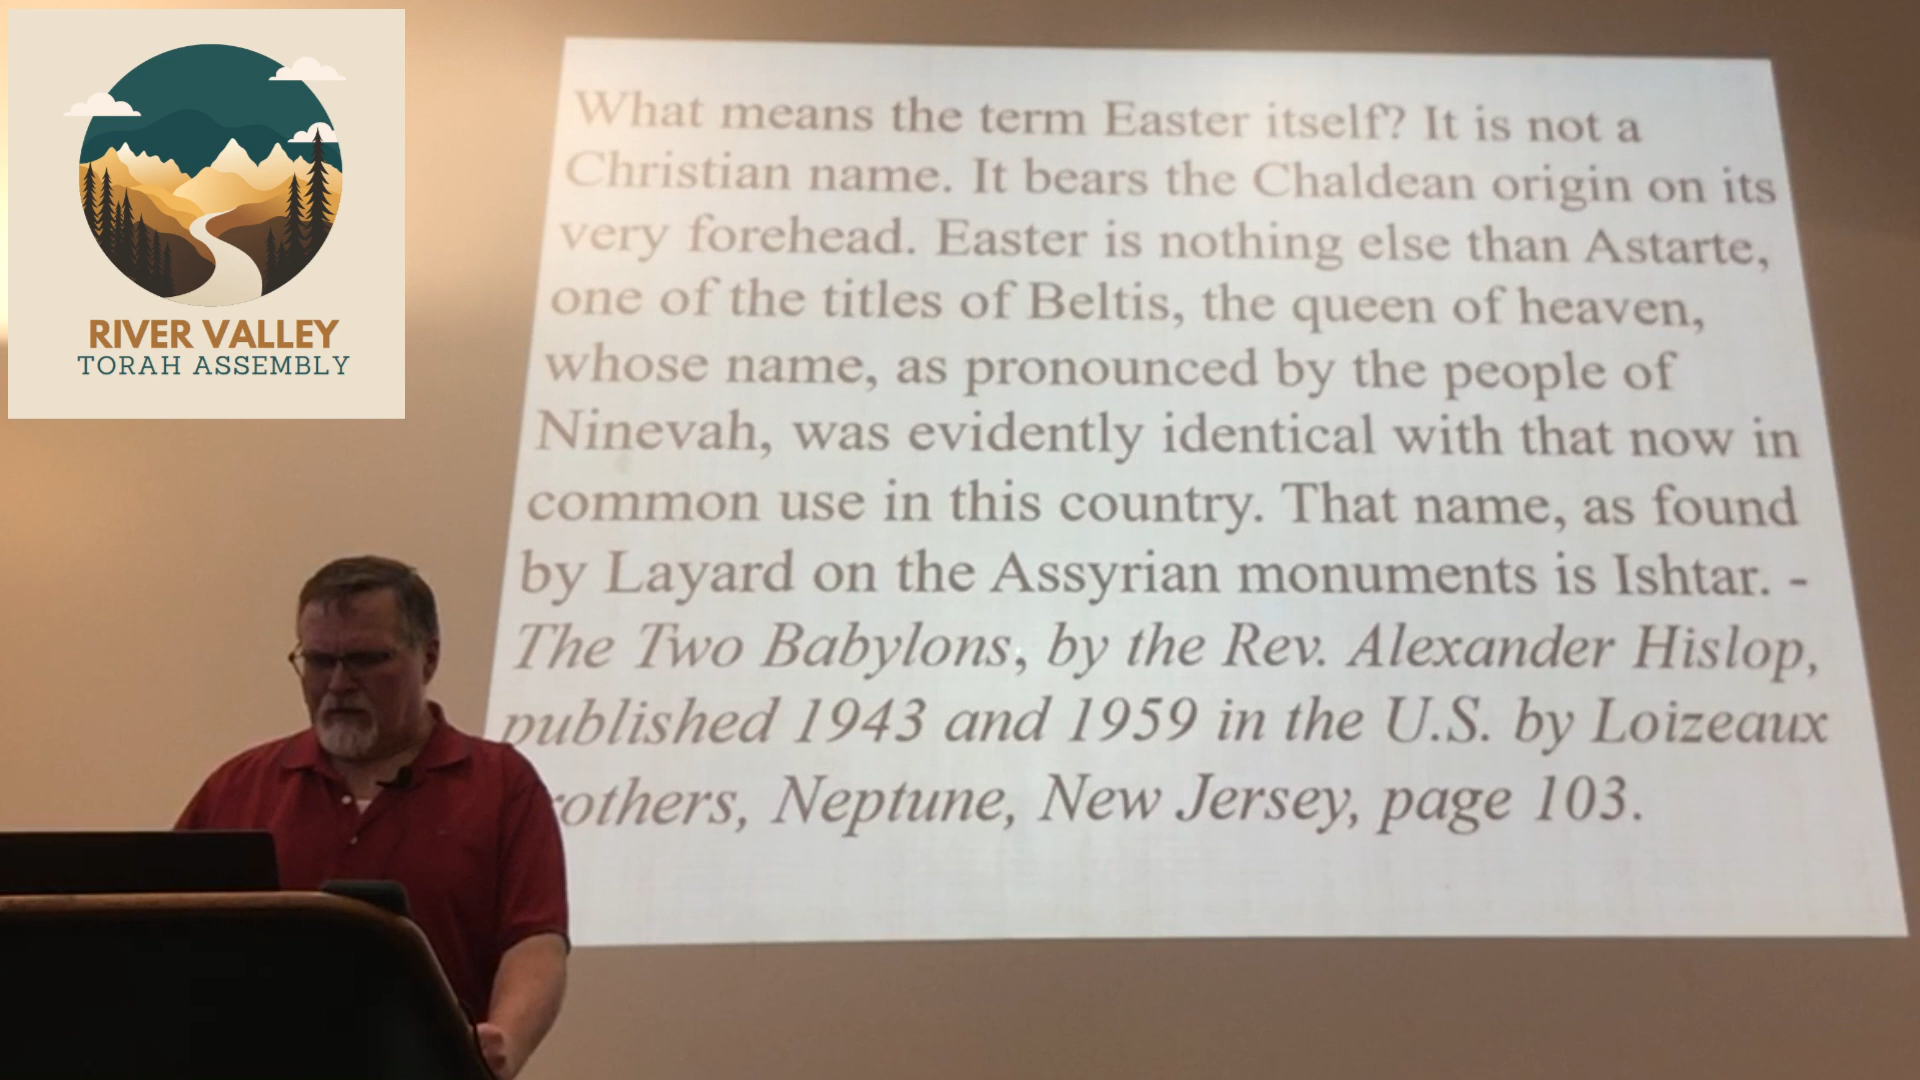 RIVER VALLEY
TORAH ASSEMBLY
What means the term Easter itself? It is not a
Christian name. It bears the Chaldean origin on its
very forehead. Easter is nothing else than Astarte,
one of the titles of Beltis, the queen of heaven,
whose name, as pronounced by the people of
Ninevah, was evidently identical with that now in
common use in this country. That name, as found
by Layard on the Assyrian monuments is Ishtar. -
The Two Babylons, by the Rev. Alexander Hislop,
published 1943 and 1959 in the U.S. by Loizeaux
rothers, Neptune, New Jersey, page 103.